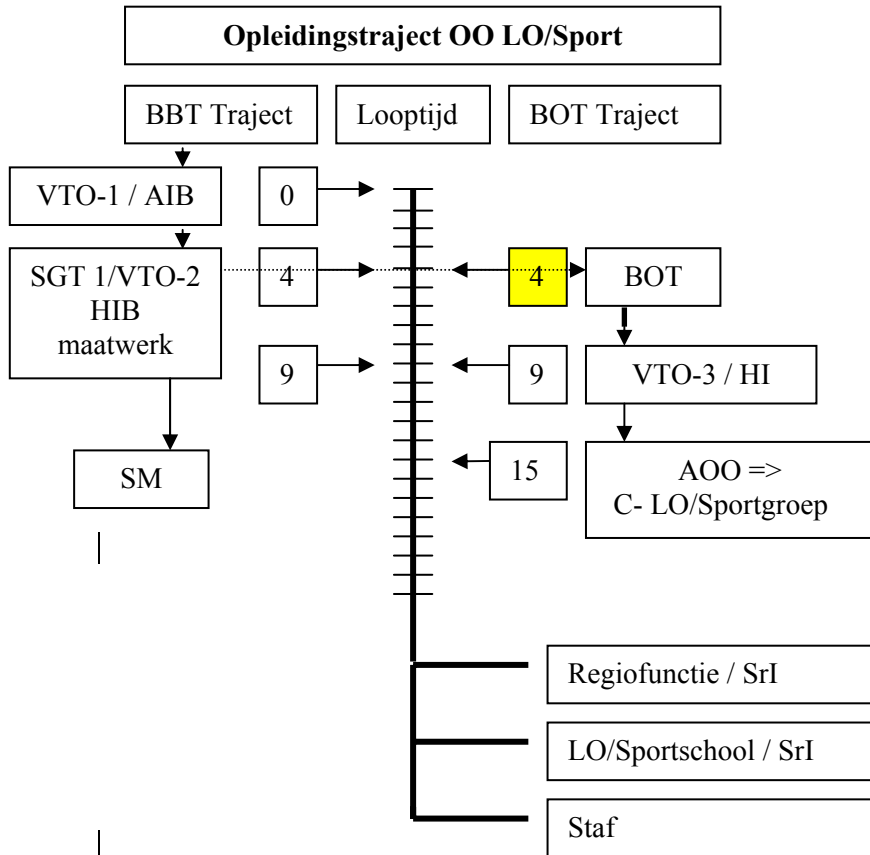 Opleidingstraject OO LO/Sport
BBT Traject
Looptijd
BOT Traject
VTO-1 / AIB
0
SGT 1/VTO-2
HIB
maatwerk
4
4
BOT
9
9
VTO-3 / HI
SM
15
AOO =>
C- LO/Sportgroep
Regiofunctie / SrI
LO/Sportschool / SrI
Staf